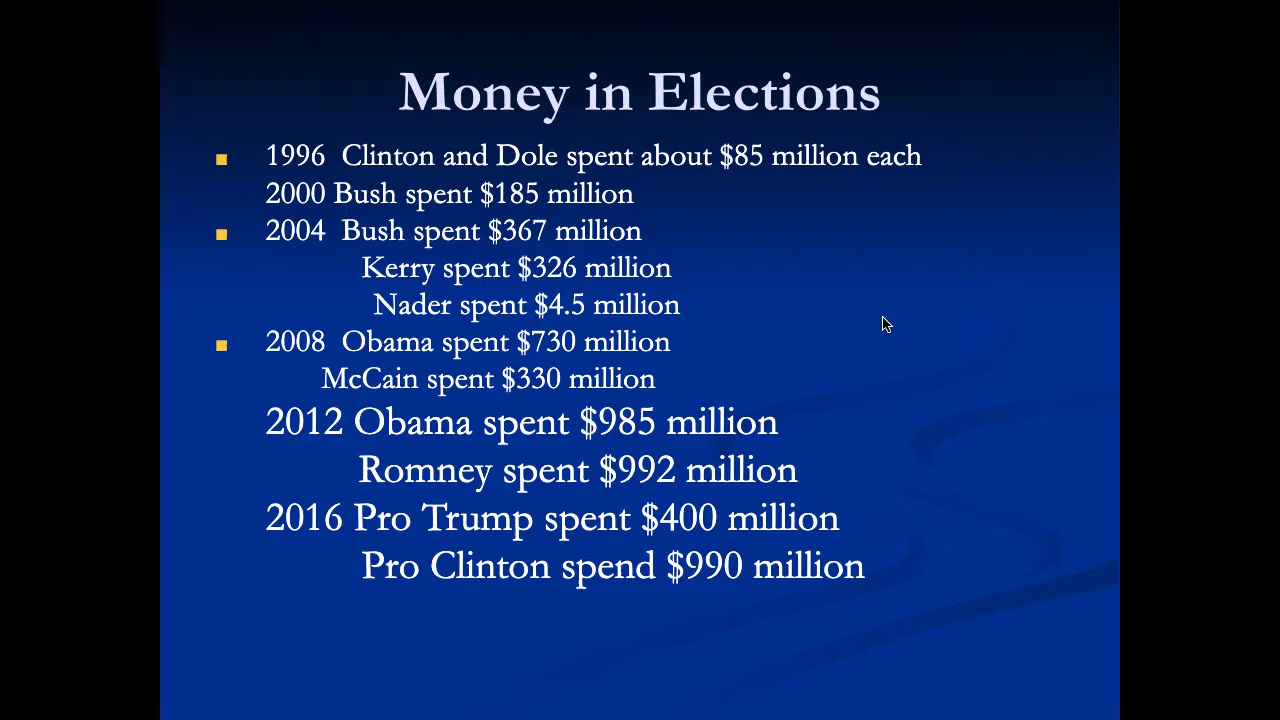 Money in Elections
1996 Clinton and Dole spent about $85 million each
2000 Bush spent $185 million
2004 Bush spent $367 million
Kerry spent $326 million
Nader spent $4.5 million
2008 Obama spent $730 million
McCain spent $330 million
2012 Obama spent $985 million
Romney spent $992 million
2016 Pro Trump spent $400 million
Pro Clinton spend $990 million